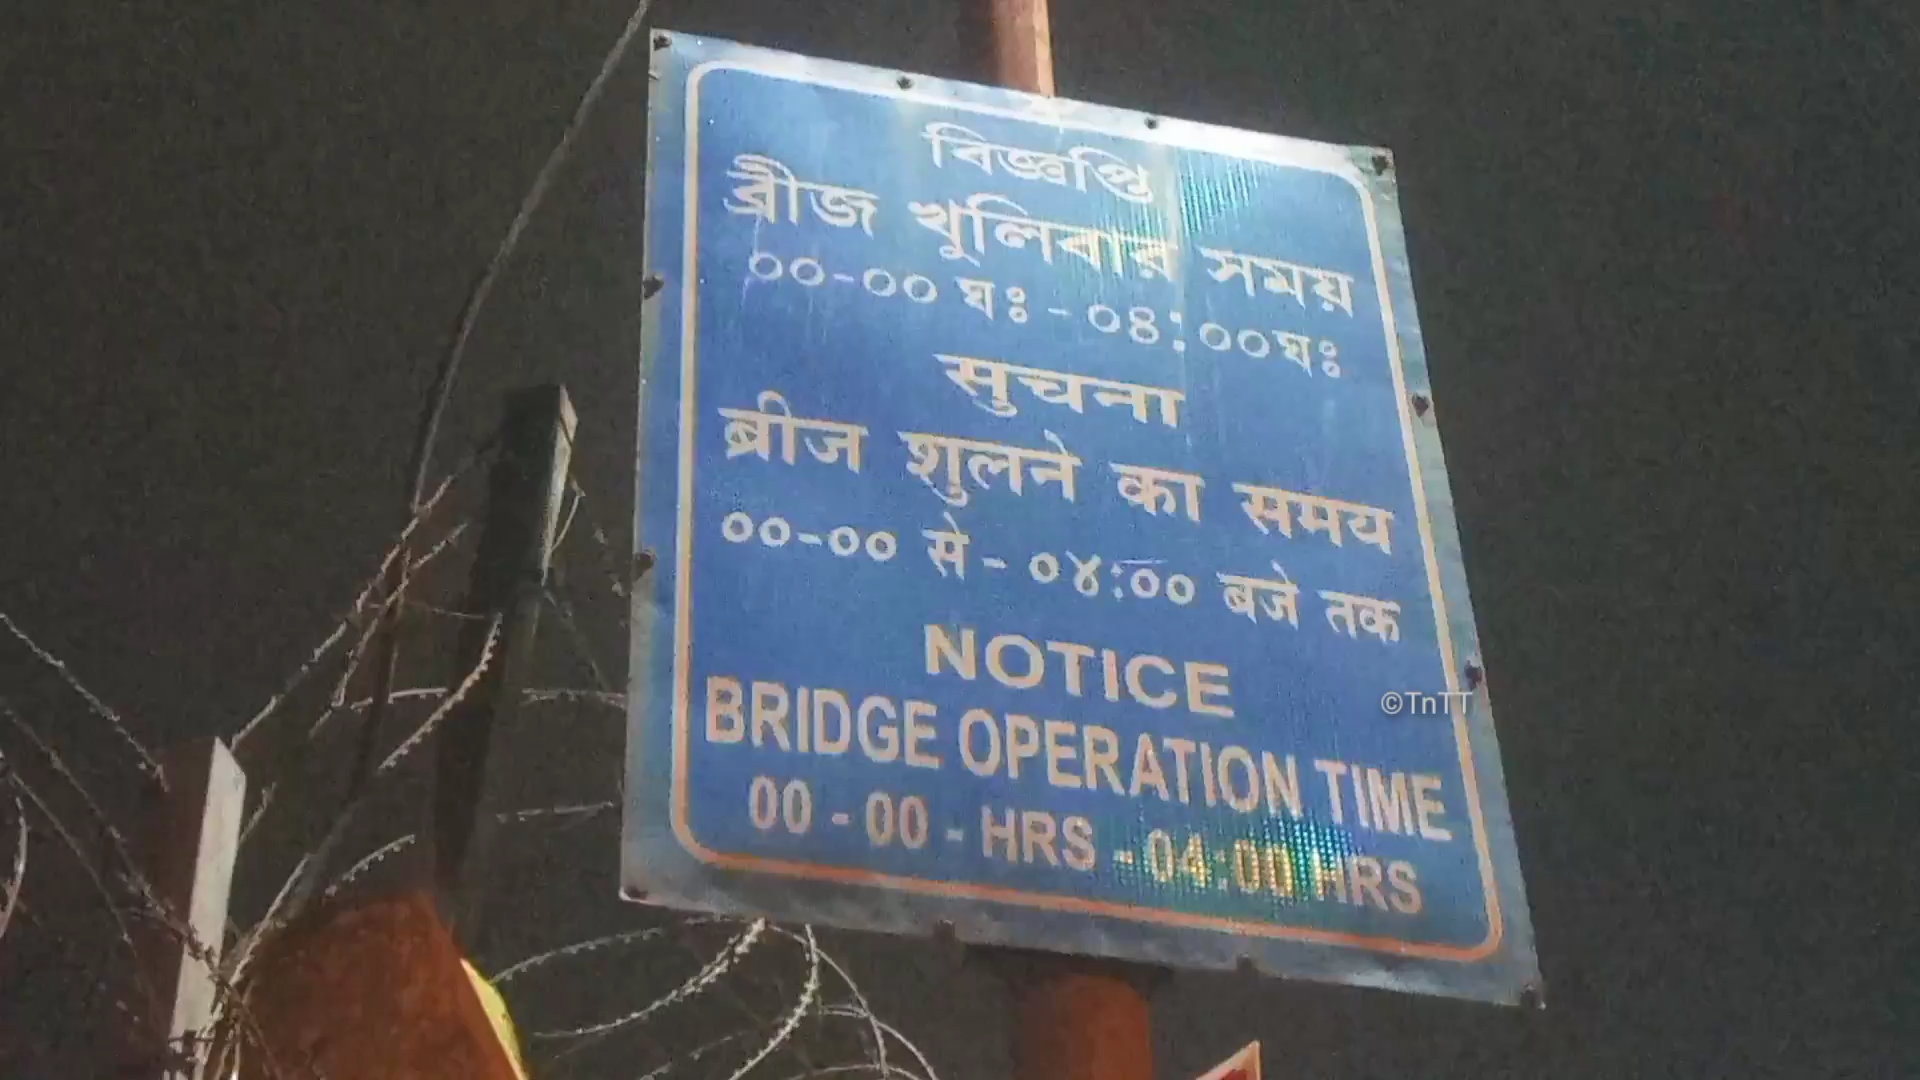 বিজ্ঞপ্তি
ব্রীজ খুলিবার সময়
০০-০০ ঘঃ - ০৪:০০ঘঃ
सुचना
ब्रीज शुलने का समय
००-०० से - ०४:०० बजे तक
NOTICE
BRIDGE OPERATION TIME
00 - 00 - HRS - 04:00 HRS
©TnTT